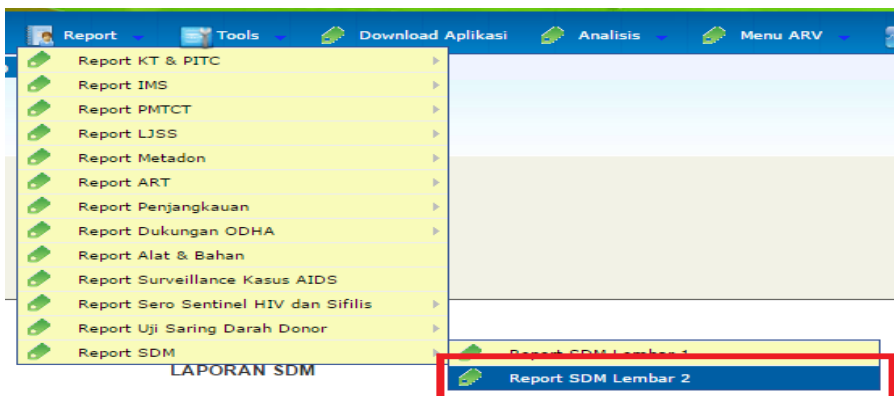 Report Tools Download Aplikasi Analisis Menu ARV
Report KT & PITC
Report IMS
Report PMTCT
Report LJSS
Report Metadon
Report ART
Report Penjangkauan
Report Dukungan ODHA
Report Alat & Bahan
Report Surveillance Kasus AIDS
Report Sero Sentinel HIV dan Sifilis
Report Uji Saring Darah Donor
Report SDM
Report SDM Lembar 1
LAPORAN SDM
Report SDM Lembar 2